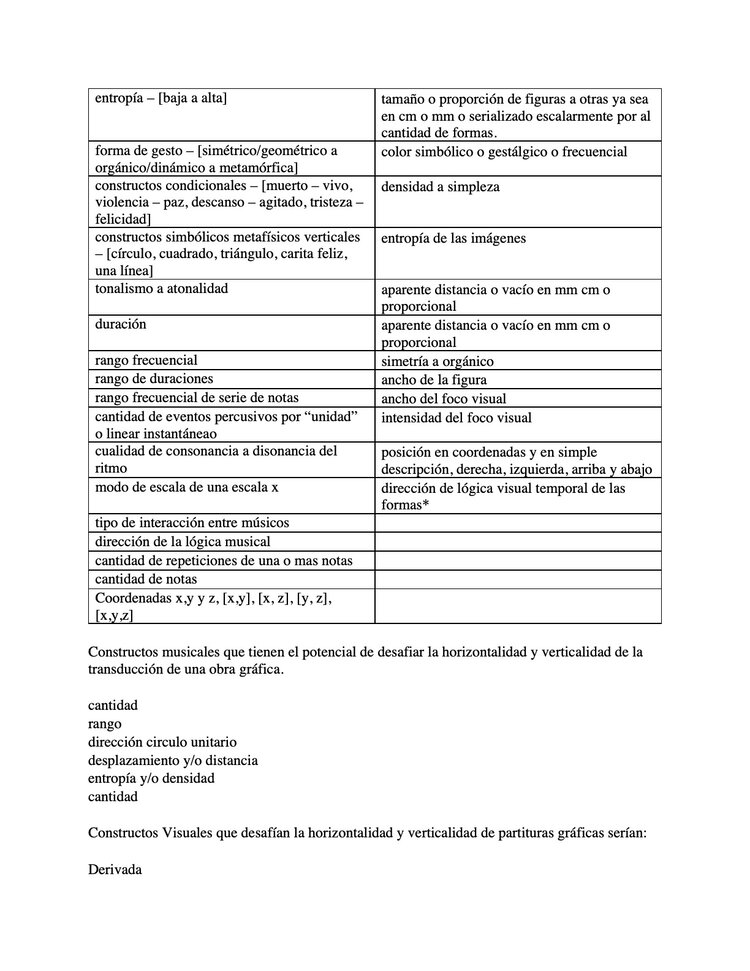 entropía – [baja a alta]
tamaño o proporción de figuras a otras ya sea
en cm o mm o serializado escalarmente por al
cantidad de formas.
forma de gesto – [simétrico/geométrico a
orgánico/dinámico a metamórfica]
color simbólico o gestálgico o frecuencial
constructos condicionales – [muerto – vivo,
violencia – paz, descanso – agitado, tristeza –
felicidad]
densidad a simpleza
constructos simbólicos metafísicos verticales
– [círculo, cuadrado, triángulo, carita feliz,
una línea]
entropía de las imágenes
tonalismo a atonalidad
aparente distancia o vacío en mm cm o
proporcional
duración
aparente distancia o vacío en mm cm o
proporcional
rango frecuencial
simetría a orgánico
rango de duraciones
ancho de la figura
rango frecuencial de serie de notas
ancho del foco visual
cantidad de eventos percusivos por “unidad”
o linear instantáneao
intensidad del foco visual
cualidad de consonancia a disonancia del
ritmo
posición en coordenadas y en simple
descripción, derecha, izquierda, arriba y abajo
modo de escala de una escala x
dirección de lógica visual temporal de las
formas*
tipo de interacción entre músicos
dirección de la lógica musical
cantidad de repeticiones de una o mas notas
cantidad de notas
Coordenadas x,y y z, [x,y], [x, z], [y, z],
[x,y,z]
Constructos musicales que tienen el potencial de desafiar la horizontalidad y verticalidad de la
transducción de una obra gráfica.
cantidad
rango
dirección circulo unitario
desplazamiento y/o distancia
entropía y/o densidad
cantidad
Constructos Visuales que desafían la horizontalidad y verticalidad de partituras gráficas serían:
Derivada